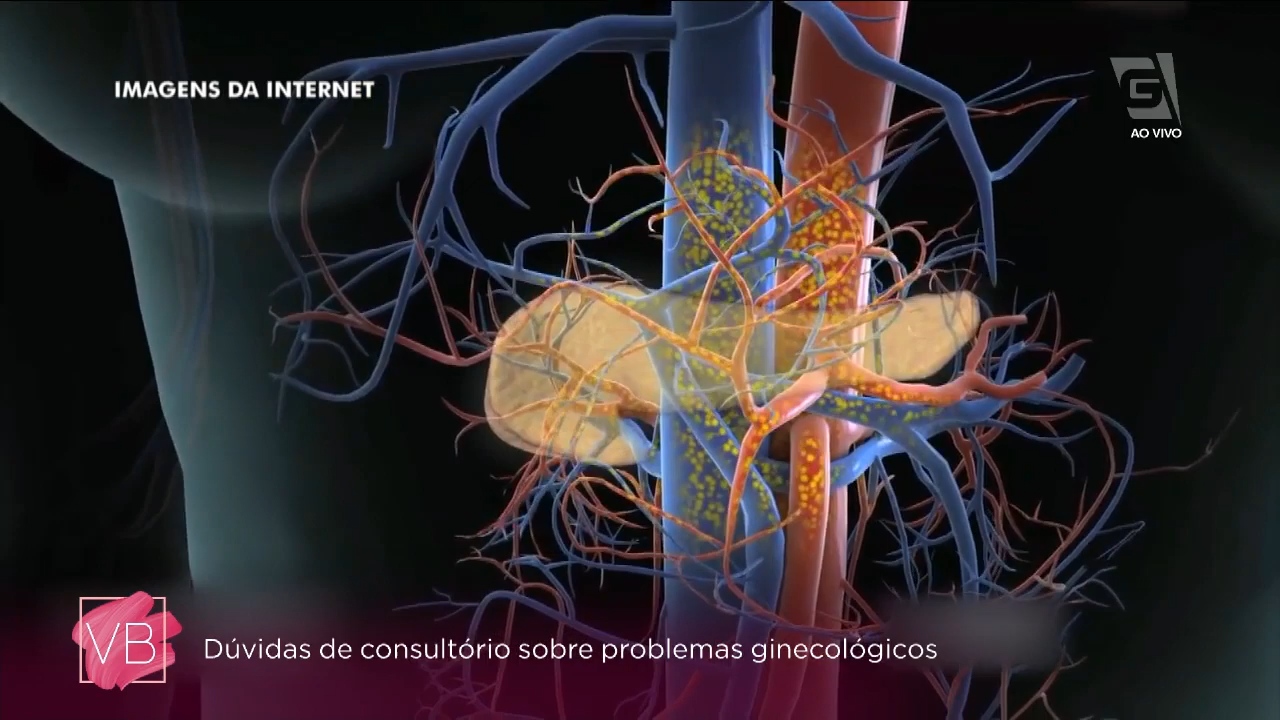 IMAGENS DA INTERNET
G
AO VIVO
VB
Dúvidas de consultório sobre problemas ginecológicos